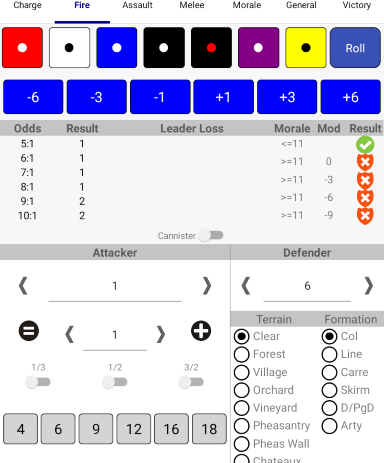 Charge Fire Assault Melee Morale General Victory
Roll
-6 -3 -1 +1 +3 +6
Odds Result Leader Loss Morale Mod Result
5:1 1 <=11
6:1 1 >=11 0
7:1 1 >=11 -3
8:1 1 >=11 -6
9:1 2 >=11 -9
10:1 2
Cannister
Attacker Defender
1 6
1
1/3 1/2 3/2
4 6 9 12 16 18
Terrain Formation
Clear Col
Forest Line
Village Carre
Orchard Skirm
Vineyard D/PgD
Pheasantry Arty
Pheas Wall
Chateaux